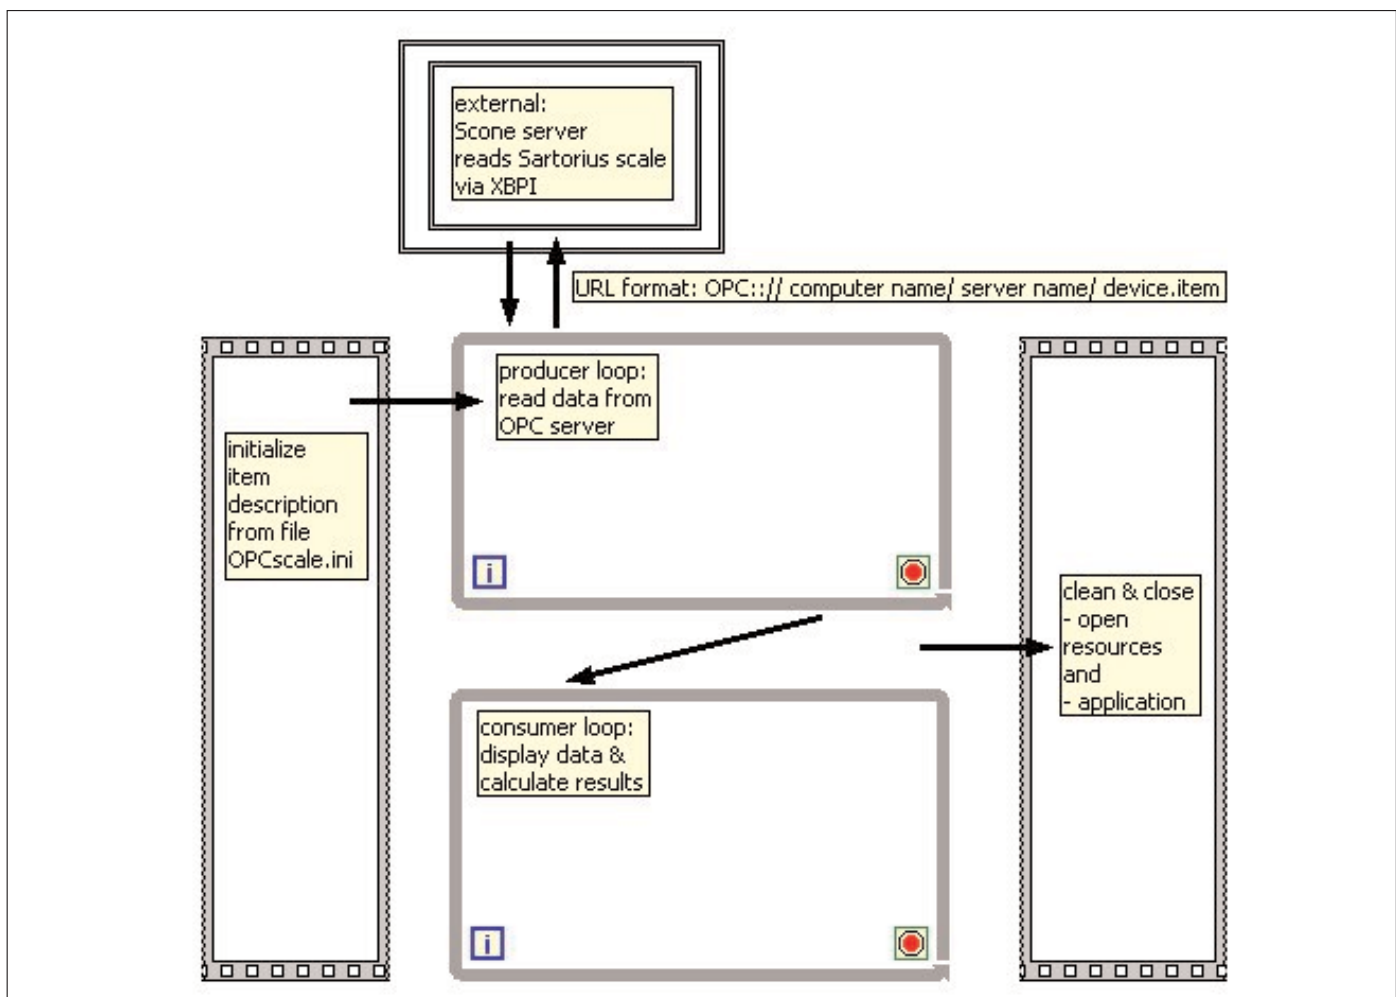 external:
Scone server
reads Sartorius scale
via XBPI
URL format: OPC::// computer name/ server name/ device.item
producer loop:
read data from
OPC server
initialize
item
description
from file
OPCscale.ini
i
clean & close
- open
resources
and
- application
consumer loop:
display data &
calculate results
i